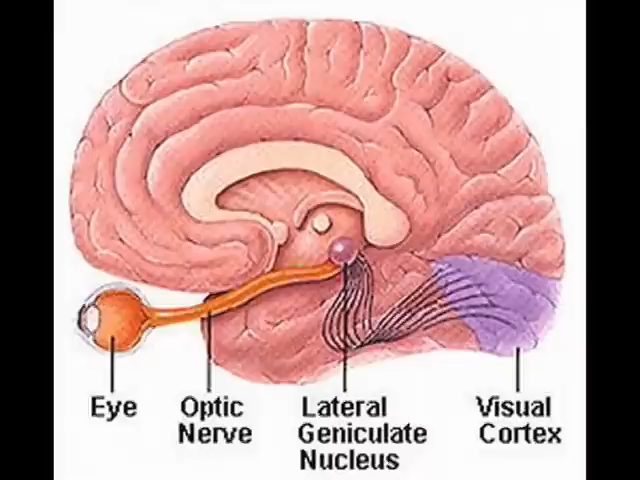 Eye
Optic
Nerve
Lateral
Geniculate
Nucleus
Visual
Cortex